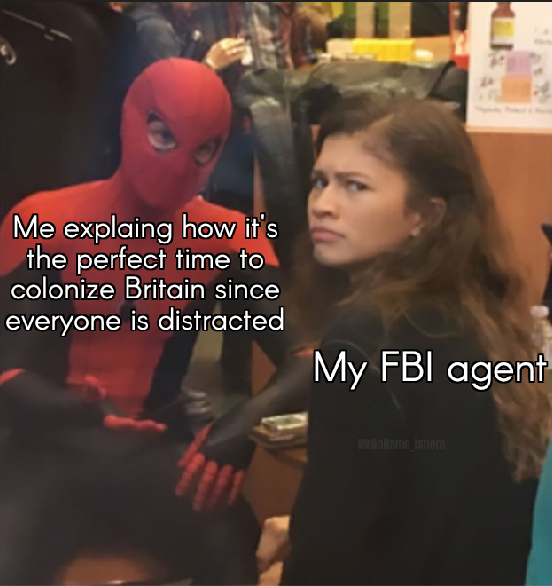 Me explaing how it's
the perfect time to
colonize Britain since
everyone is distracted
My FBI agent